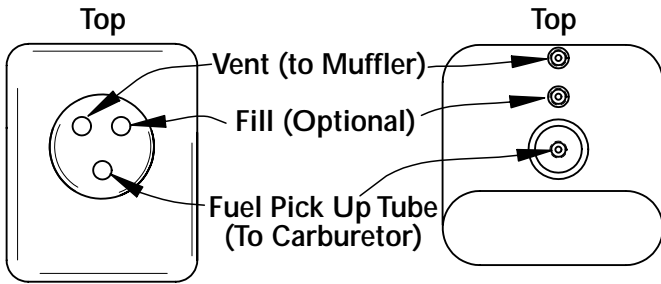 Top
Top
Vent (to Muffler)
Fill (Optional)
Fuel Pick Up Tube
(To Carburetor)